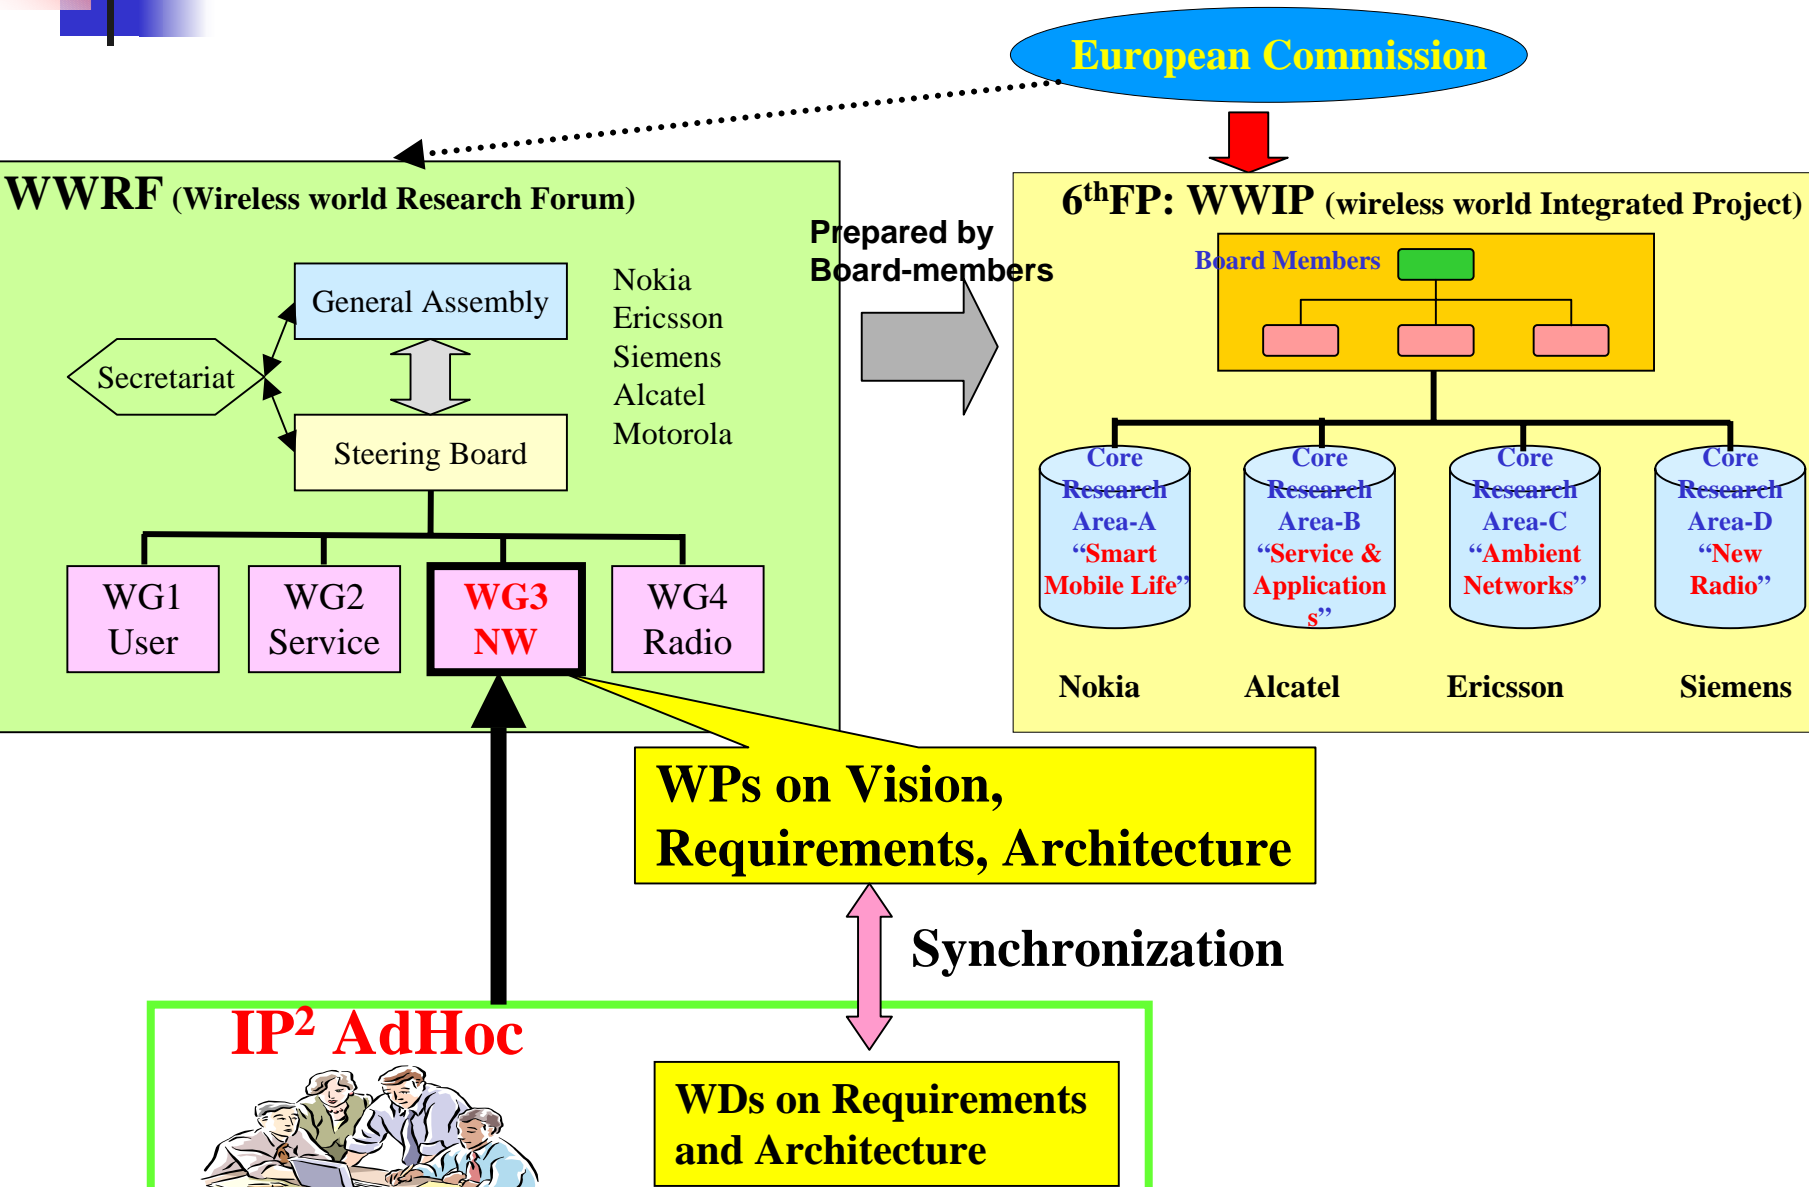 European Commission
WWRF (Wireless world Research Forum)
General Assembly
Secretariat
Steering Board
Nokia
Ericsson
Siemens
Alcatel
Motorola
WG1
User
WG2
Service
WG3
NW
WG4
Radio
Prepared by
Board-members
6thFP: WWIP (wireless world Integrated Project)
Board Members
Core
Research
Area-A
“Smart
Mobile Life”
Core
Research
Area-B
“Service &
Application
s”
Core
Research
Area-C
“Ambient
Networks”
Core
Research
Area-D
“New
Radio”
Nokia
Alcatel
Ericsson
Siemens
WPs on Vision,
Requirements, Architecture
Synchronization
IP2 AdHoc
WDs on Requirements
and Architecture